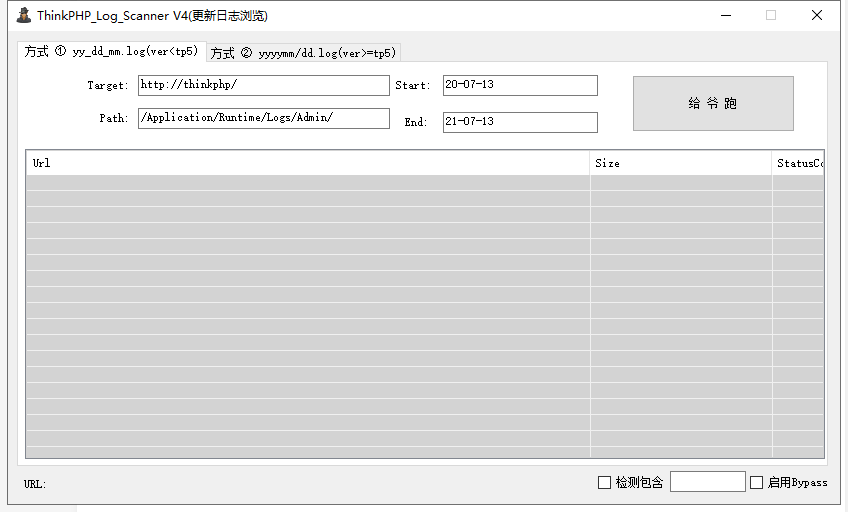 ThinkPHP_Log_Scanner V4(更新日志浏览)
方式 ① yy_dd_mm.log(ver<tp5) 方式 ② yyyymm/dd.log(ver>=tp5)
Target: http://thinkphp/ Start: 20-07-13 给 爷 跑
Path: /Application/Runtime/Logs/Admin/ End: 21-07-13
Url Size StatusCo
URL: 检测包含 启用Bypass